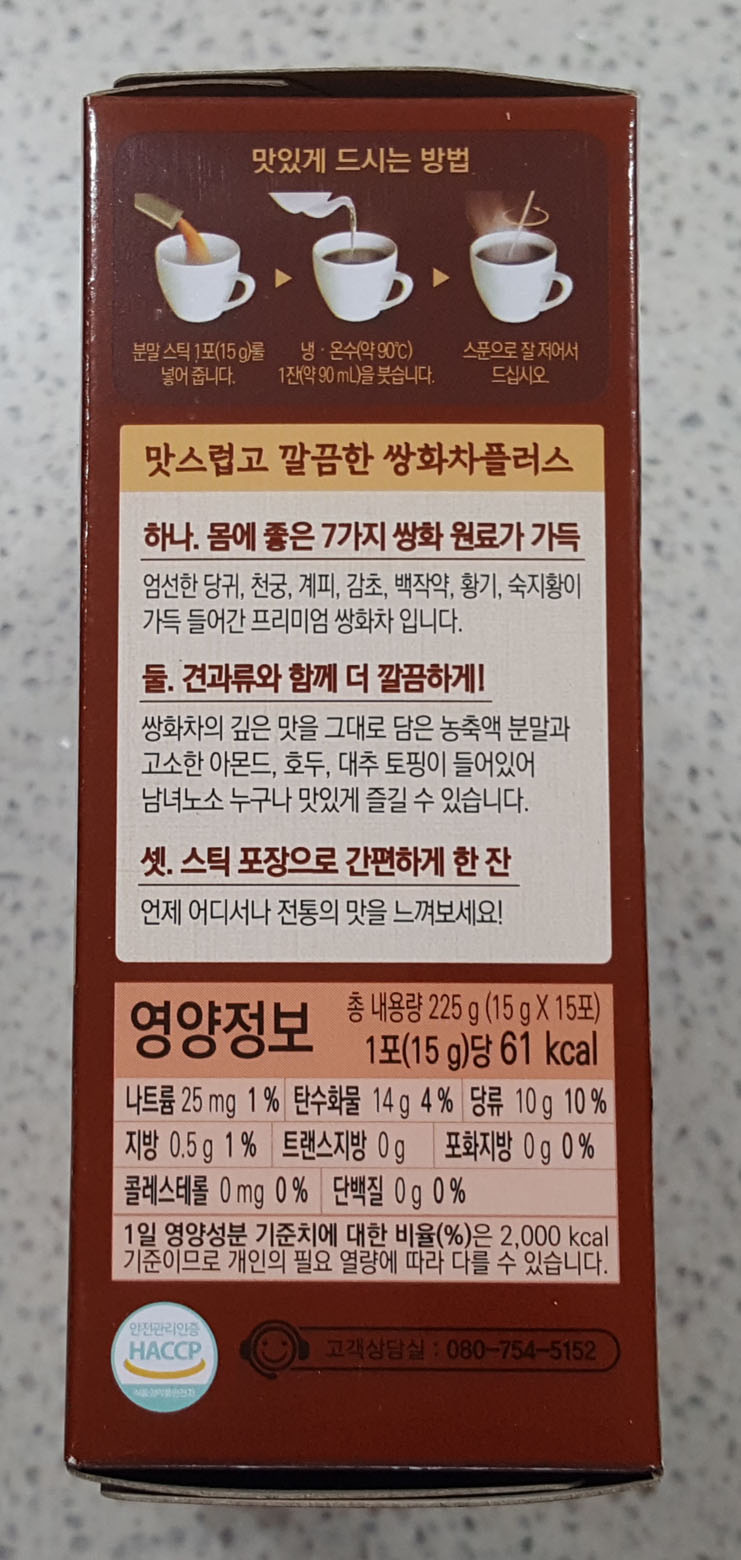 맛있게 드시는 방법
분말 스틱 1포(15 g)를
넣어 줍니다.
냉 · 온수(약 90℃)
1잔(약 90 mL)을 붓습니다.
스푼으로 잘 저어서
드십시오
맛스럽고 깔끔한 쌍화차플러스
하나. 몸에 좋은 7가지 쌍화 원료가 가득
엄선한 당귀, 천궁, 계피, 감초, 백작약, 황기, 숙지황이
가득 들어간 프리미엄 쌍화차 입니다.
둘. 견과류와 함께 더 깔끔하게!
쌍화차의 깊은 맛을 그대로 담은 농축액 분말과
고소한 아몬드, 호두, 대추 토핑이 들어있어
남녀노소 누구나 맛있게 즐길 수 있습니다.
셋. 스틱 포장으로 간편하게 한 잔
언제 어디서나 전통의 맛을 느껴보세요!
영양정보
총 내용량 225 g (15 g X 15포)
1포(15 g)당 61 kcal
나트륨 25 mg 1 % 탄수화물 14 g 4 % 당류 10 g 10 %
지방 0.5 g 1 % 트랜스지방 0 g 포화지방 0 g 0 %
콜레스테롤 0 mg 0 % 단백질 0 g 0 %
1일 영양성분 기준치에 대한 비율(%)은 2,000 kcal
기준이므로 개인의 필요 열량에 따라 다를 수 있습니다.
안전관리인증
HACCP
식품의약품안전처
고객상담실 : 080-754-5152